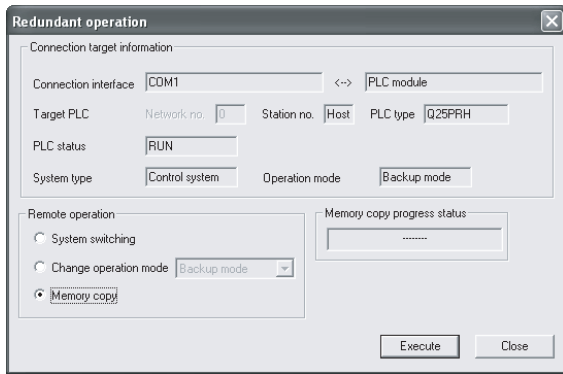 Redundant operation
Connection target information
Connection interface COM1 <--> PLC module
Target PLC Network no. 0 Station no. Host PLC type Q25PRH
PLC status RUN
System type Control system Operation mode Backup mode
Remote operation
System switching
Change operation mode Backup mode
Memory copy
Memory copy progress status
--------
Execute Close